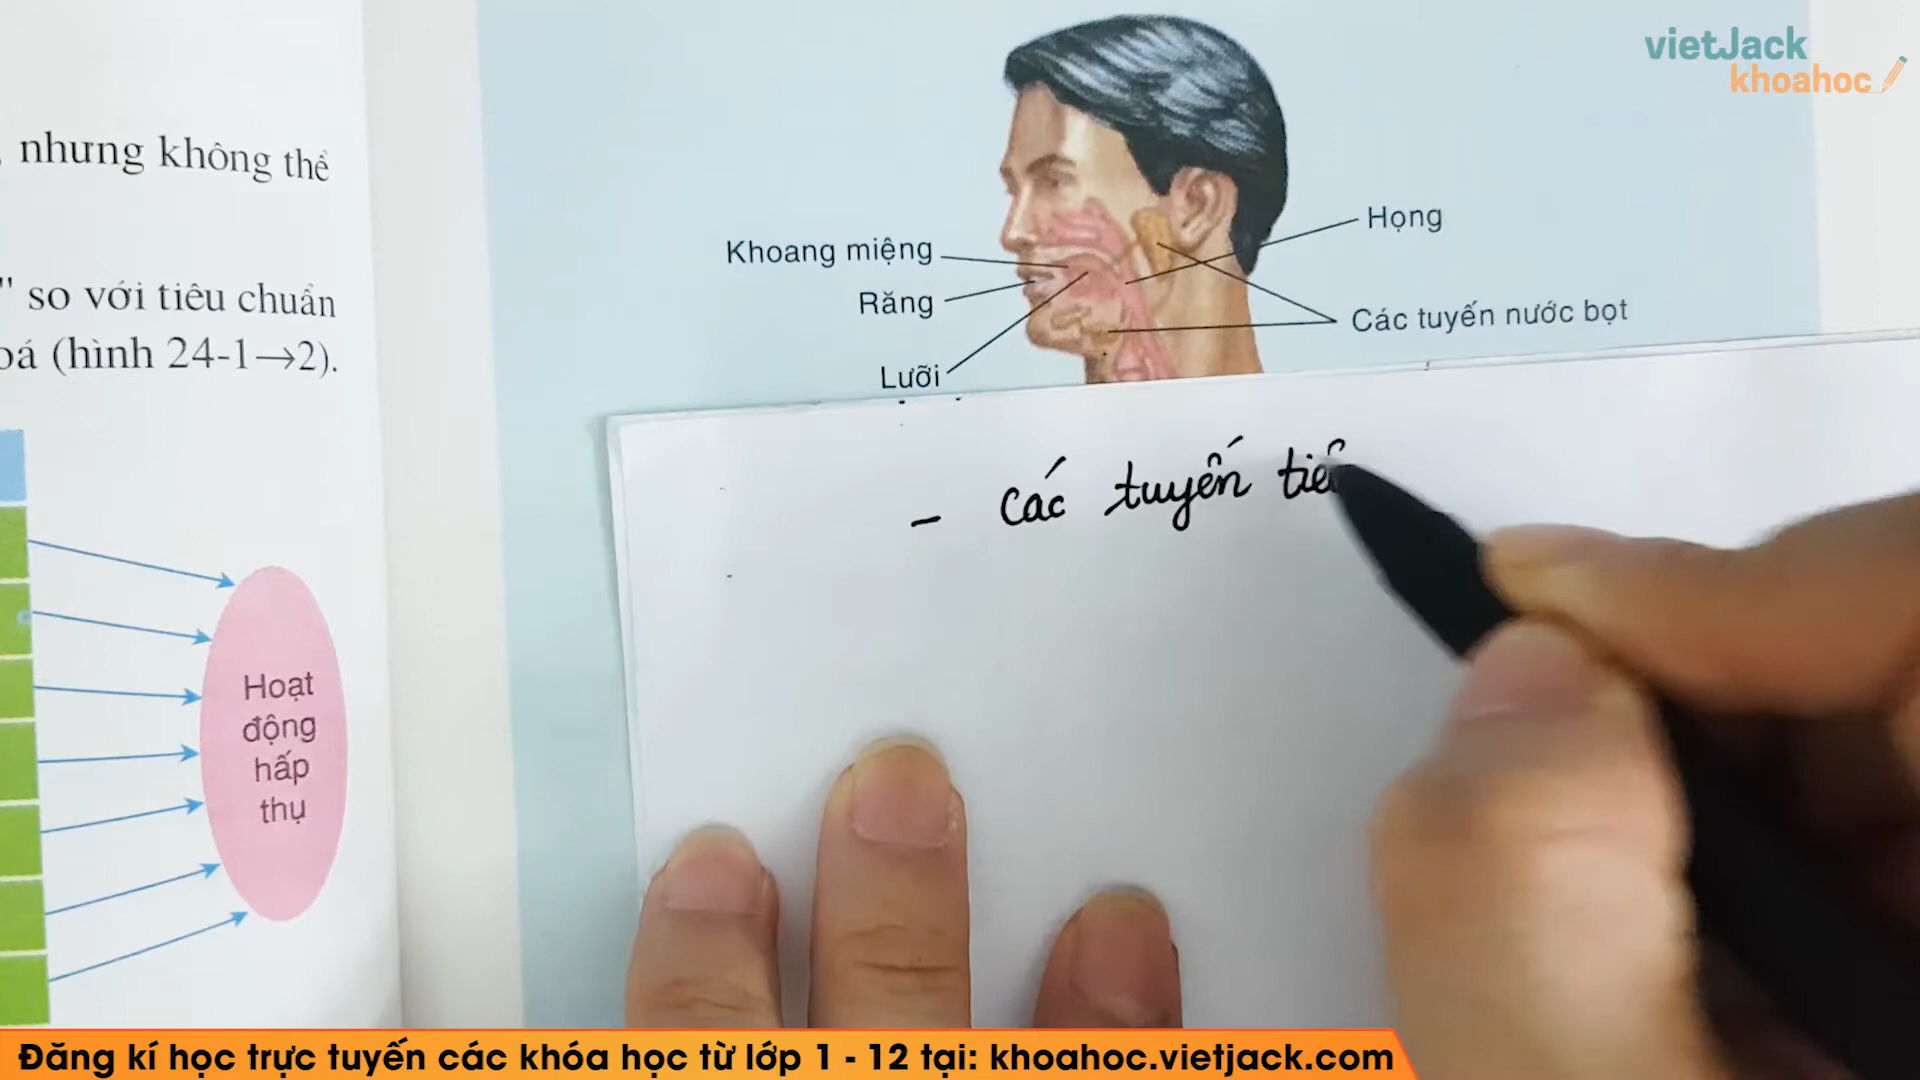 vietJack
khoahoc
nhưng không thể
" so với tiêu chuẩn
oá (hình 24-1→2).
Hoạt
động
hấp
thụ
Khoang miệng
Răng
Lưỡi
Họng
Các tuyến nước bọt
- Các tuyến tiê
Đăng kí học trực tuyến các khóa học từ lớp 1 - 12 tại: khoahoc.vietjack.com